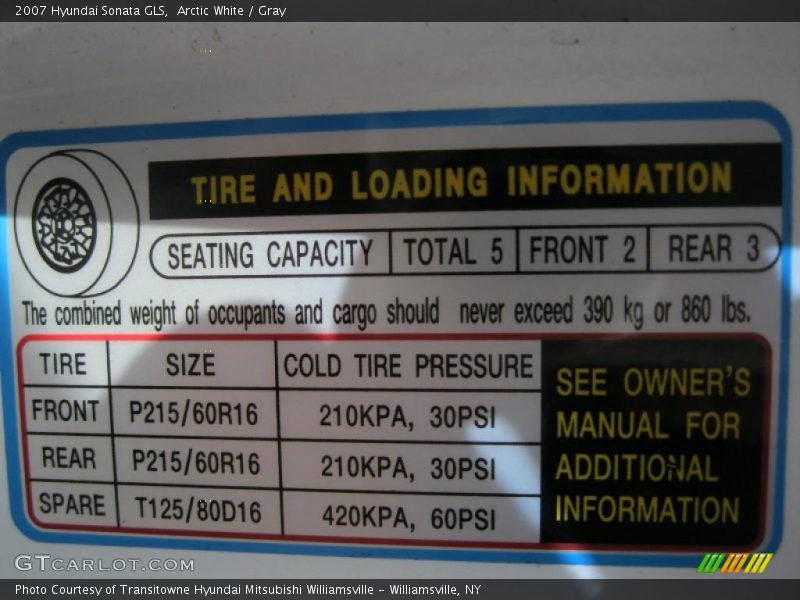 2007 Hyundai Sonata GLS,  Arctic White / Gray
TIRE AND LOADING INFORMATION
SEATING CAPACITY TOTAL 5 FRONT 2 REAR 3
The combined weight of occupants and cargo should never exceed 390 kg or 860 lbs.
TIRE SIZE COLD TIRE PRESSURE
FRONT P215/60R16 210KPA, 30PSI
REAR P215/60R16 210KPA, 30PSI
SPARE T125/80D16 420KPA, 60PSI
SEE OWNER'S
MANUAL FOR
ADDITIONAL
INFORMATION
GTCARLOT.COM
Photo Courtesy of Transitowne Hyundai Mitsubishi Williamsville - Williamsville, NY